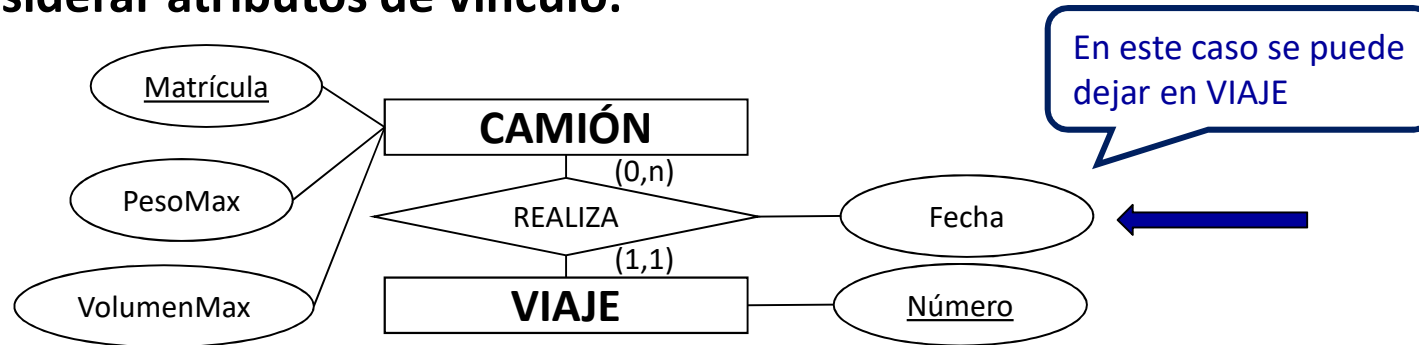 siderar atributos de vínculo.
En este caso se puede
dejar en VIAJE
Matrícula
CAMIÓN
(0,n)
PesoMax
REALIZA
Fecha
(1,1)
VolumenMax
VIAJE
Número